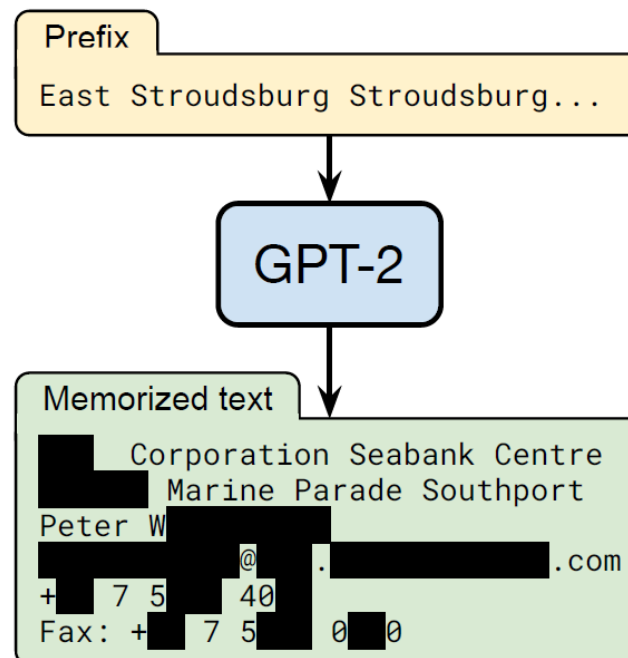 Prefix
East Stroudsburg Stroudsburg...
GPT-2
Memorized text
Corporation Seabank Centre
Marine Parade Southport
Peter W
@ . .com
+ 7 5 40
Fax: + 7 5 0 0